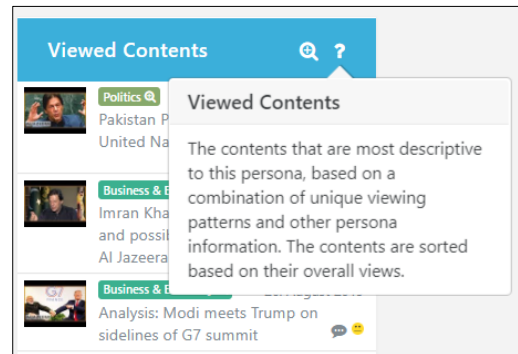 Viewed Contents
?
Politics
Viewed Contents
Pakistan P
United Na
The contents that are most descriptive
to this persona, based on a
combination of unique viewing
patterns and other persona
information. The contents are sorted
based on their overall views.
Business & E
Imran Kha
and possib
Al Jazeera
Business & E
G7
Analysis: Modi meets Trump on
sidelines of G7 summit